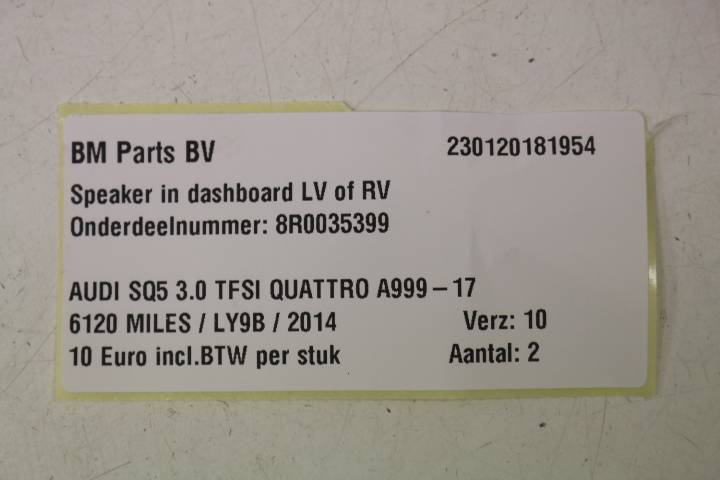 BM Parts BV 230120181954
Speaker in dashboard LV of RV
Onderdeelnummer: 8R0035399
AUDI SQ5 3.0 TFSI QUATTRO A999 – 17
6120 MILES / LY9B / 2014 Verz: 10
10 Euro incl.BTW per stuk Aantal: 2